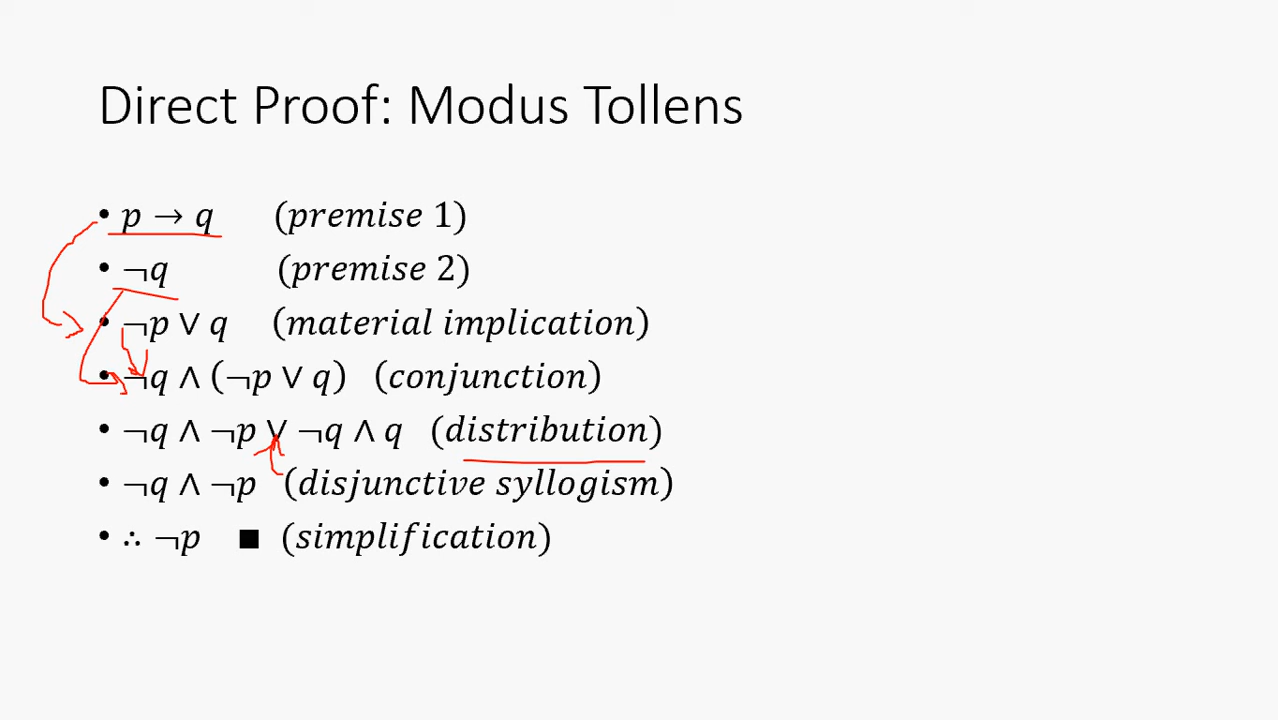 Direct Proof: Modus Tollens
• p → q (premise 1)
• ¬q (premise 2)
• ¬p ∨ q (material implication)
• ¬q ∧ (¬p ∨ q) (conjunction)
• ¬q ∧ ¬p ∨ ¬q ∧ q (distribution)
• ¬q ∧ ¬p (disjunctive syllogism)
• ∴ ¬p ■ (simplification)